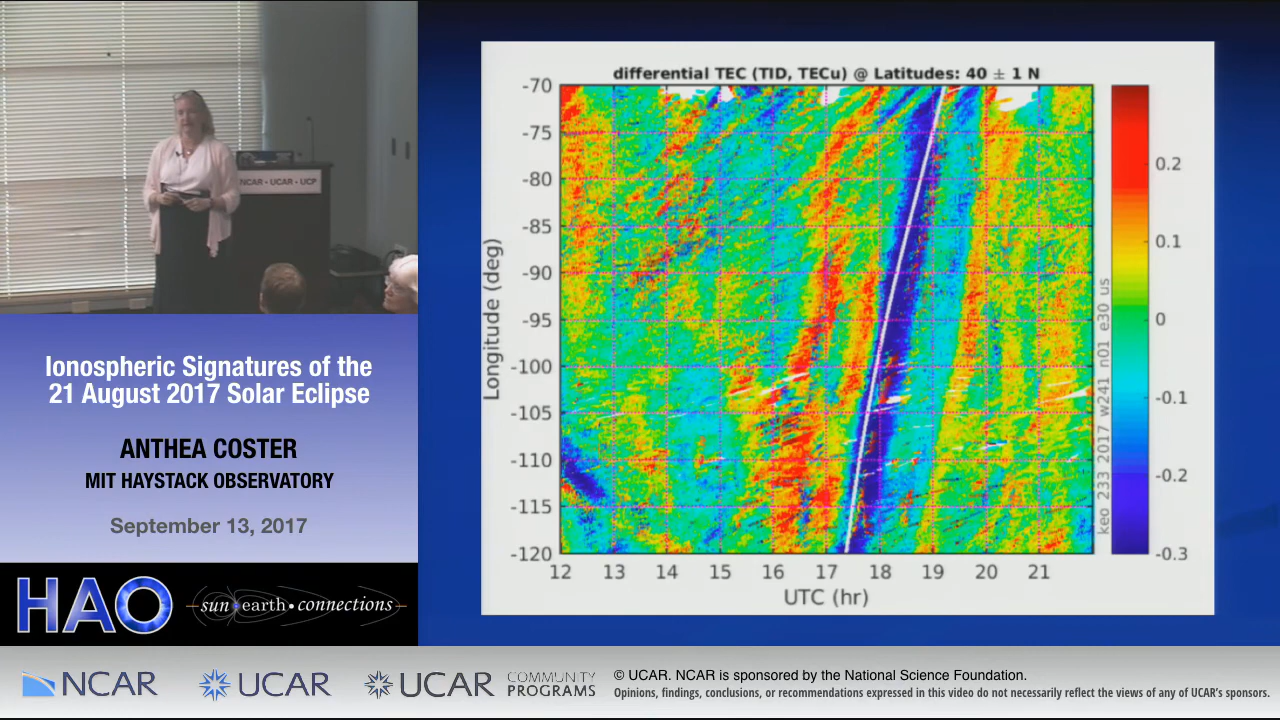 NCAR • UCAR • UCP
Ionospheric Signatures of the
21 August 2017 Solar Eclipse
ANTHEA COSTER
MIT HAYSTACK OBSERVATORY
September 13, 2017
HAO
sun•earth•connections
differential TEC (TID, TECu) @ Latitudes: 40 ± 1 N
Longitude (deg)
-70
-75
-80
-85
-90
-95
-100
-105
-110
-115
-120
12 13 14 15 16 17 18 19 20 21
UTC (hr)
0.2
0.1
0
-0.1
-0.2
-0.3
keo 233 2017 w241 n01 e30 us
NCAR
UCAR
UCAR
COMMUNITY
PROGRAMS
© UCAR. NCAR is sponsored by the National Science Foundation.
Opinions, findings, conclusions, or recommendations expressed in this video do not necessarily reflect the views of any of UCAR's sponsors.